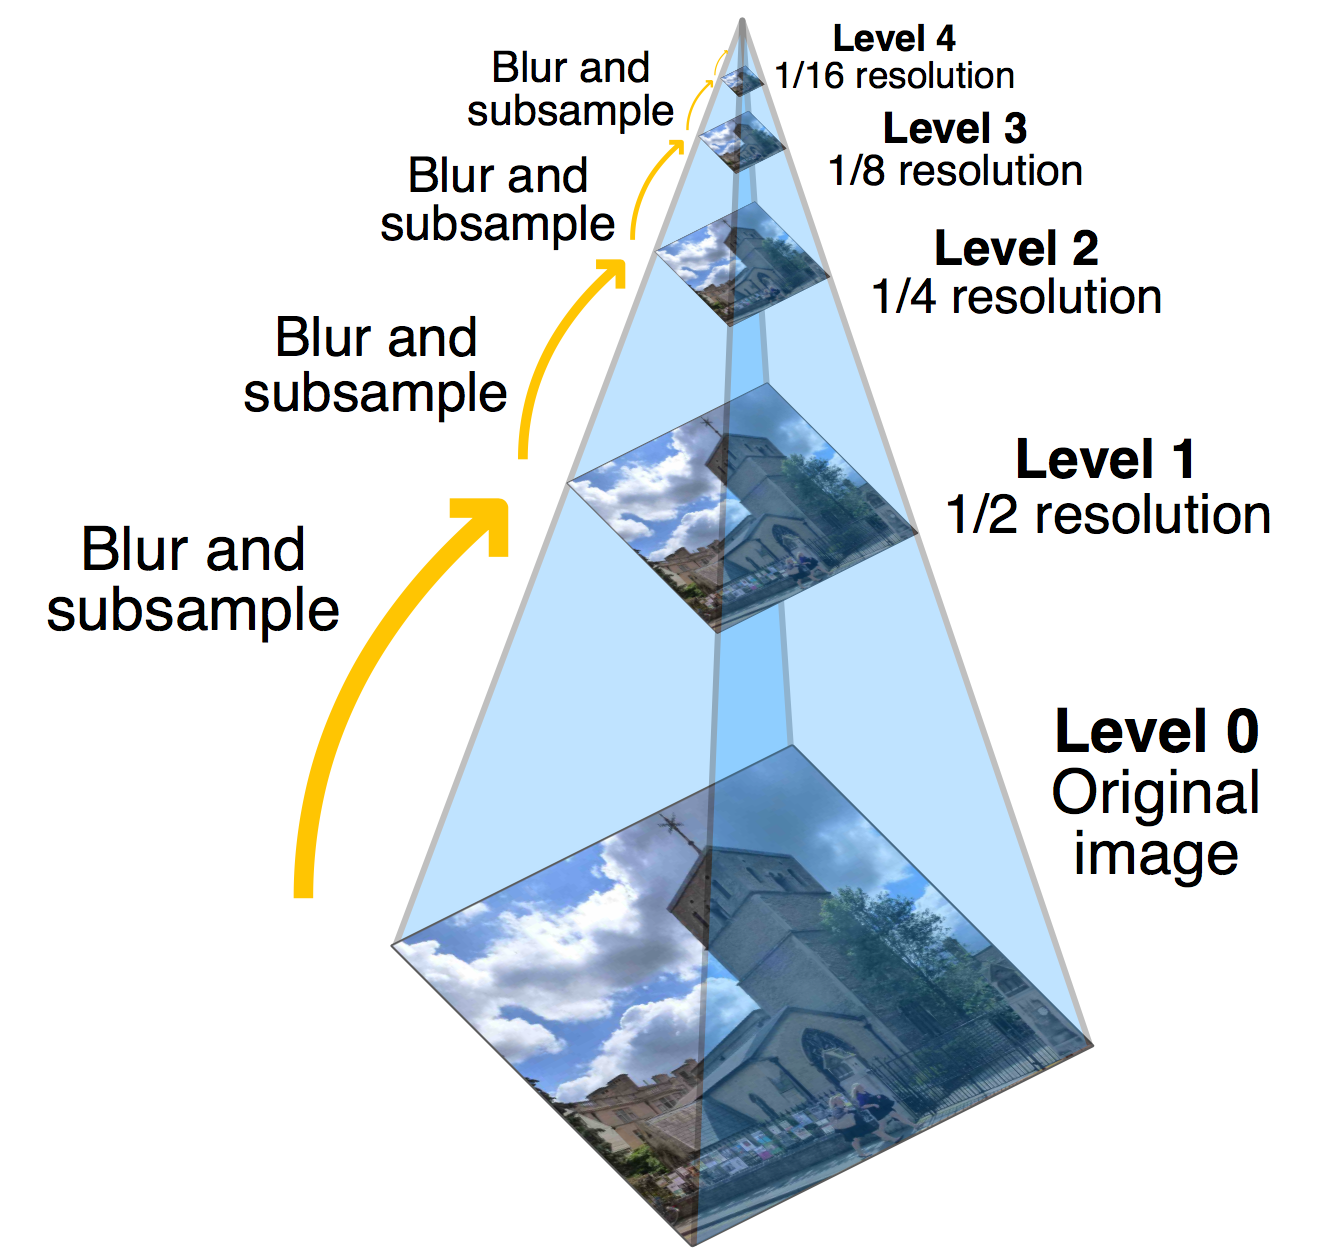 Level 4
1/16 resolution
Blur and
subsample
Level 3
1/8 resolution
Blur and
subsample
Level 2
1/4 resolution
Blur and
subsample
Level 1
1/2 resolution
Blur and
subsample
Level 0
Original
image